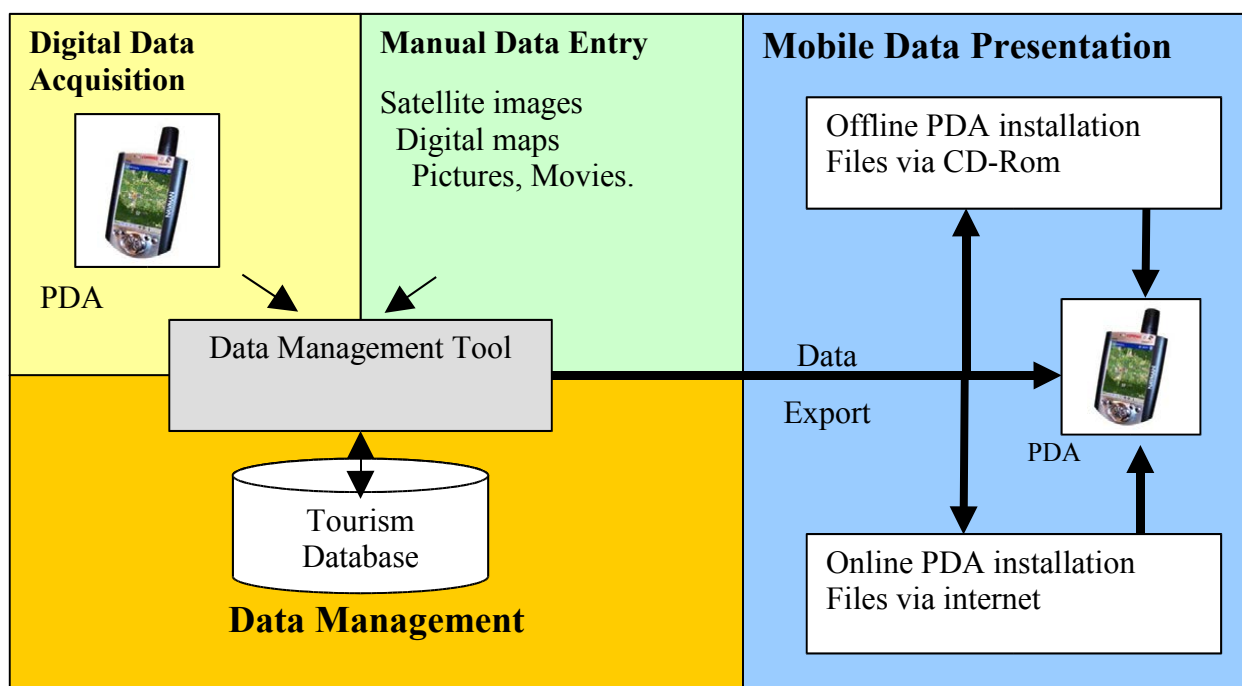 Digital Data
Acquisition
PDA
Manual Data Entry
Satellite images
Digital maps
Pictures, Movies.
Data Management Tool
Tourism
Database
Data Management
Mobile Data Presentation
Offline PDA installation
Files via CD-Rom
Data
Export
PDA
Online PDA installation
Files via internet